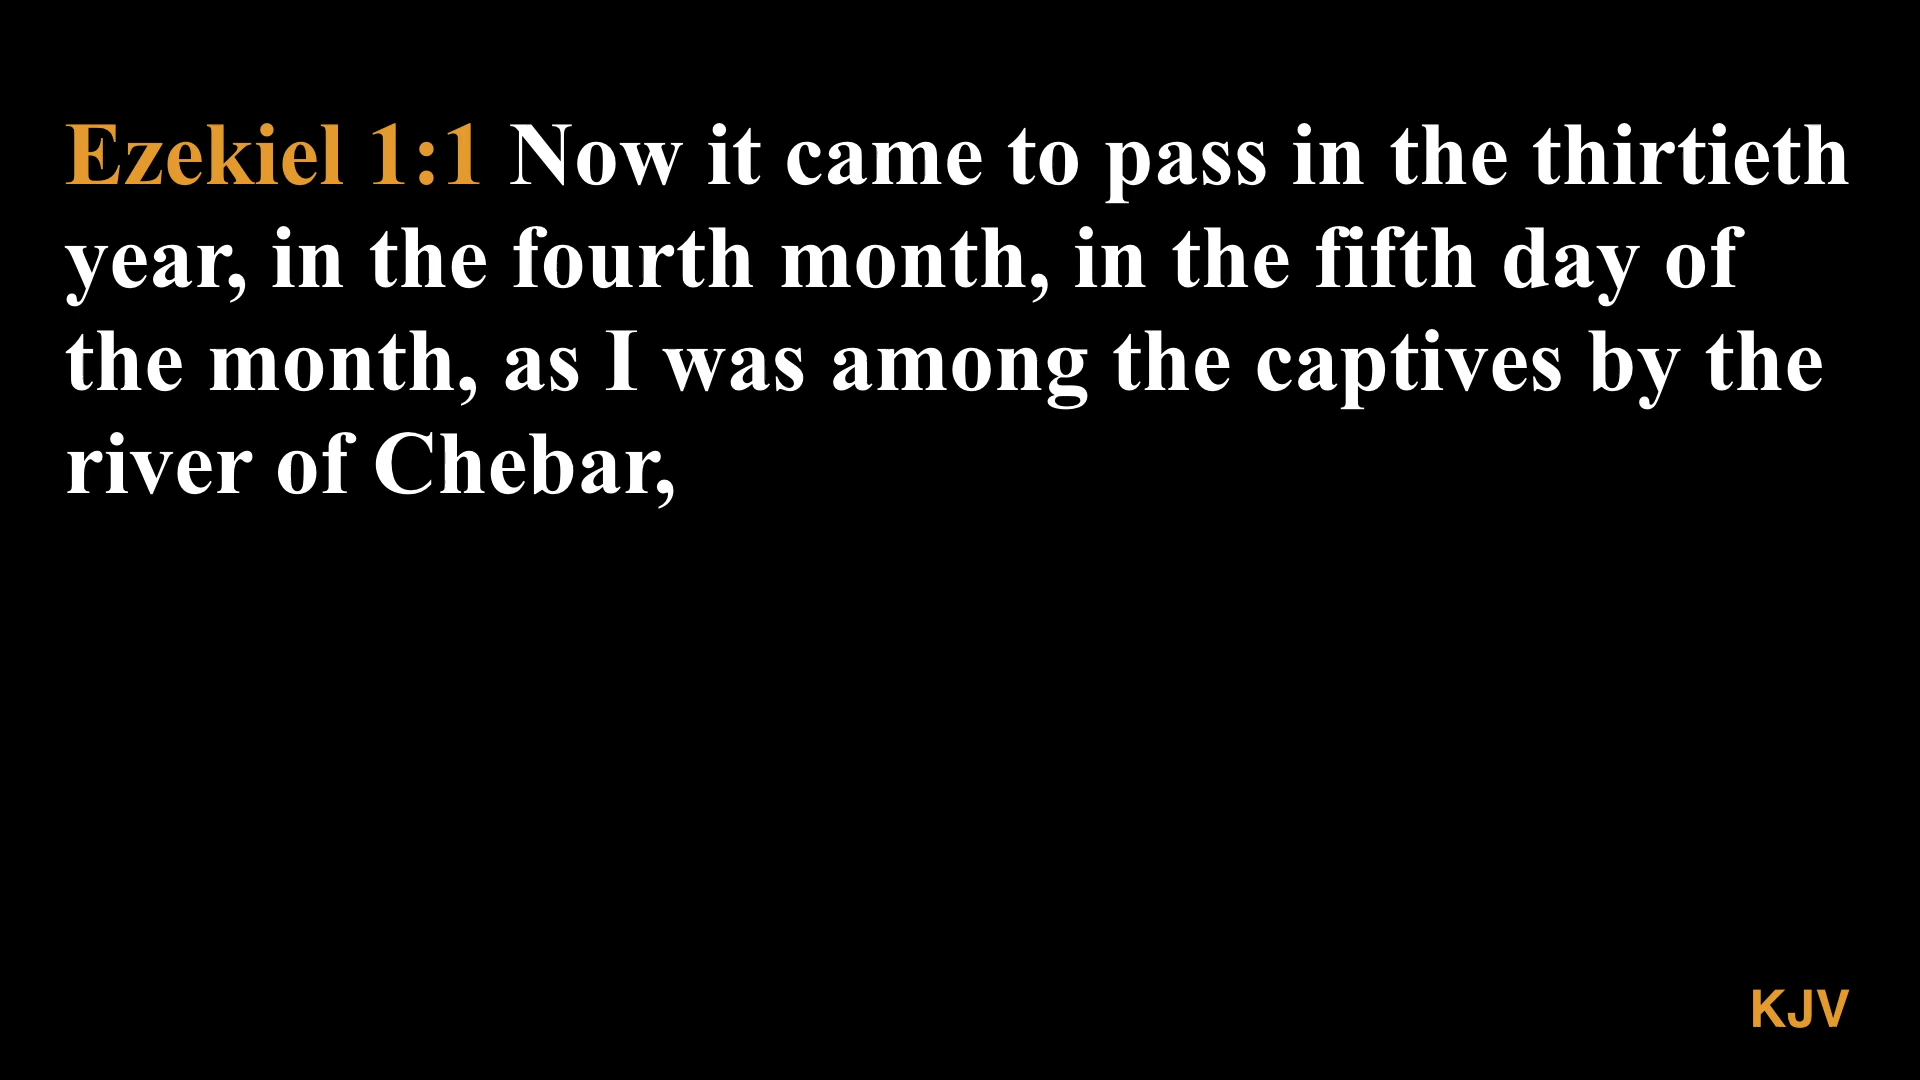 Ezekiel 1:1 Now it came to pass in the thirtieth
year, in the fourth month, in the fifth day of
the month, as I was among the captives by the
river of Chebar,
KJV